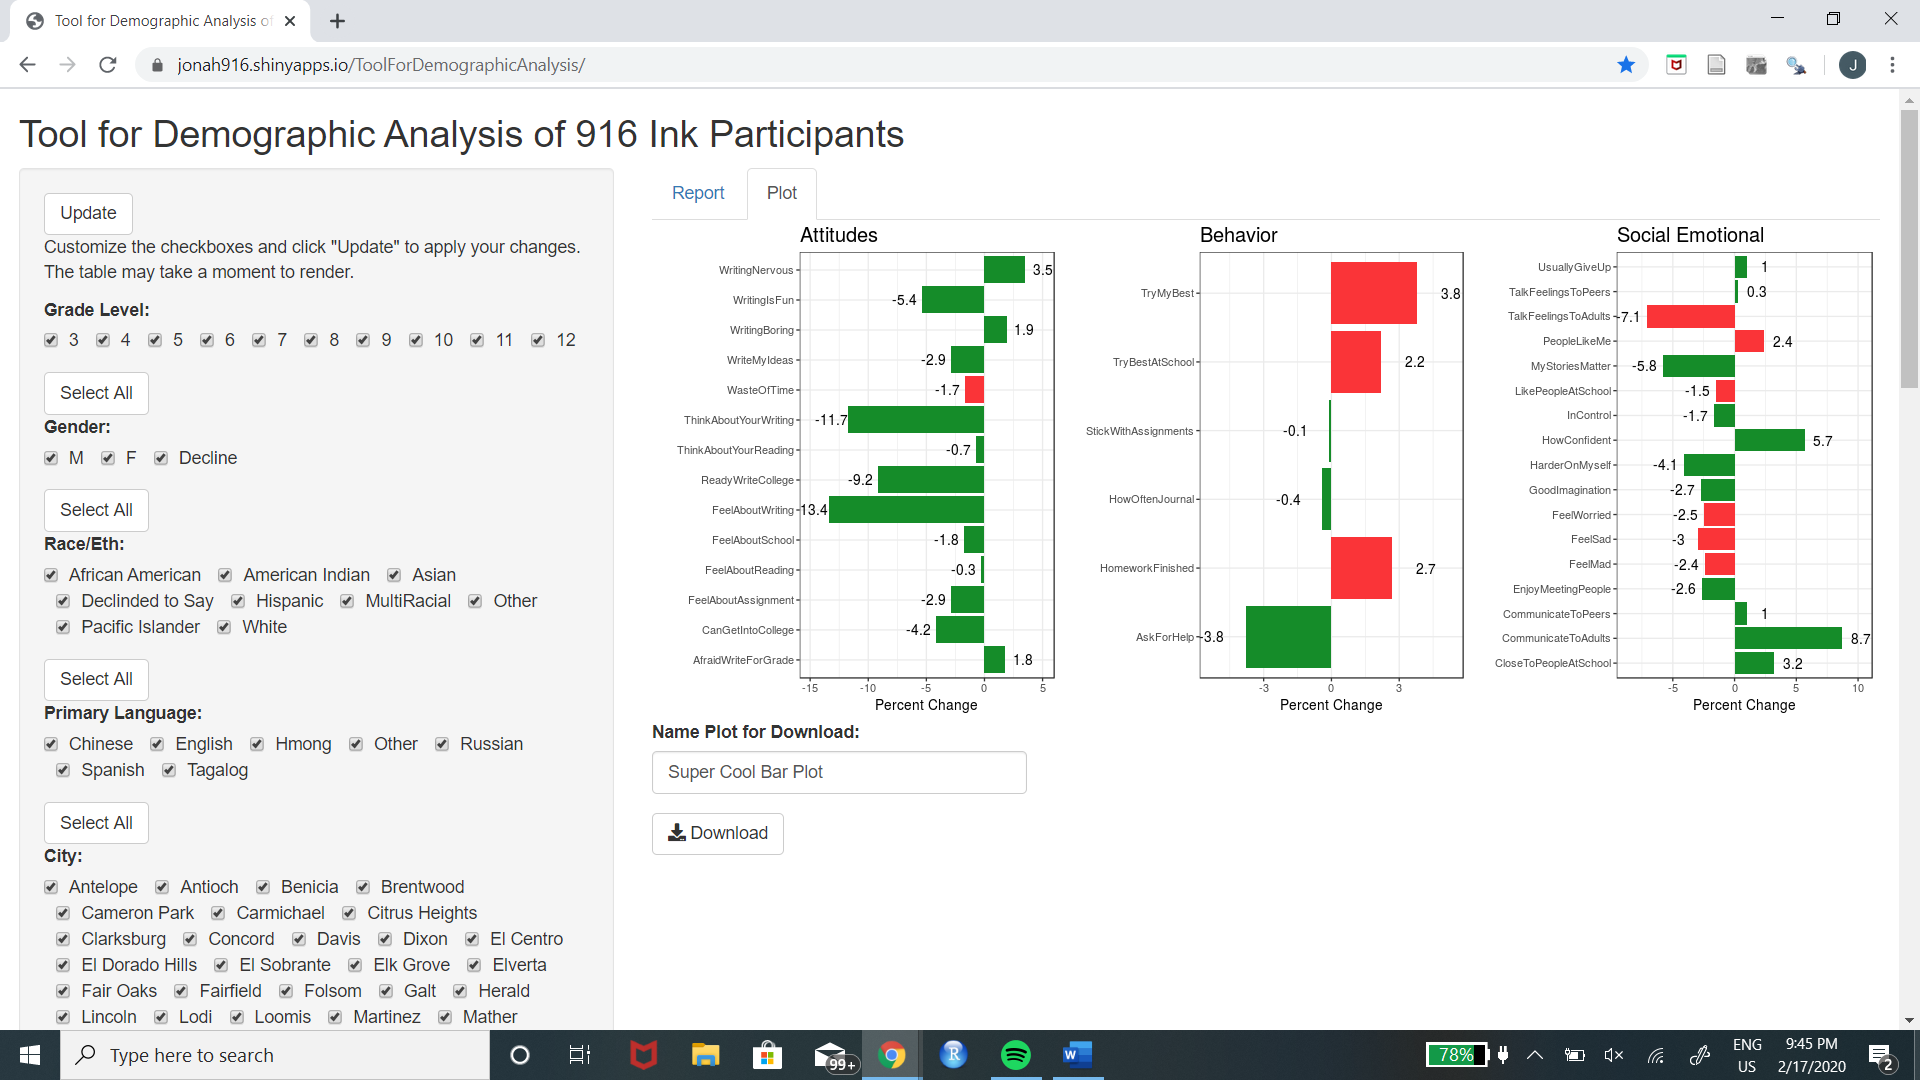 Tool for Demographic Analysis of
jonah916.shinyapps.io/ToolForDemographicAnalysis/
J
Tool for Demographic Analysis of 916 Ink Participants
Update
Customize the checkboxes and click "Update" to apply your changes.
The table may take a moment to render.
Grade Level:
3 4 5 6 7 8 9 10 11 12
Select All
Gender:
M F Decline
Select All
Race/Eth:
African American American Indian Asian
Declinded to Say Hispanic MultiRacial Other
Pacific Islander White
Select All
Primary Language:
Chinese English Hmong Other Russian
Spanish Tagalog
Select All
City:
Antelope Antioch Benicia Brentwood
Cameron Park Carmichael Citrus Heights
Clarksburg Concord Davis Dixon El Centro
El Dorado Hills El Sobrante Elk Grove Elverta
Fair Oaks Fairfield Folsom Galt Herald
Lincoln Lodi Loomis Martinez Mather
Report Plot
Attitudes
WritingNervous 3.5
WritingIsFun -5.4
WritingBoring 1.9
WriteMyIdeas -2.9
WasteOfTime -1.7
ThinkAboutYourWriting -11.7
ThinkAboutYourReading -0.7
ReadyWriteCollege -9.2
FeelAboutWriting 13.4
FeelAboutSchool -1.8
FeelAboutReading -0.3
FeelAboutAssignment -2.9
CanGetIntoCollege -4.2
AfraidWriteForGrade 1.8
-15 -10 -5 0 5
Percent Change
Behavior
TryMyBest 3.8
TryBestAtSchool 2.2
StickWithAssignments -0.1
HowOftenJournal -0.4
HomeworkFinished 2.7
AskForHelp -3.8
-3 0 3
Percent Change
Social Emotional
UsuallyGiveUp 1
TalkFeelingsToPeers 0.3
TalkFeelingsToAdults -7.1
PeopleLikeMe 2.4
MyStoriesMatter -5.8
LikePeopleAtSchool -1.5
InControl -1.7
HowConfident 5.7
HarderOnMyself -4.1
GoodImagination -2.7
FeelWorried -2.5
FeelSad -3
FeelMad -2.4
EnjoyMeetingPeople -2.6
CommunicateToPeers 1
CommunicateToAdults 8.7
CloseToPeopleAtSchool 3.2
-5 0 5 10
Percent Change
Name Plot for Download:
Super Cool Bar Plot
Download
Type here to search
99+
R
W
78%
ENG
US
9:45 PM
2/17/2020
2